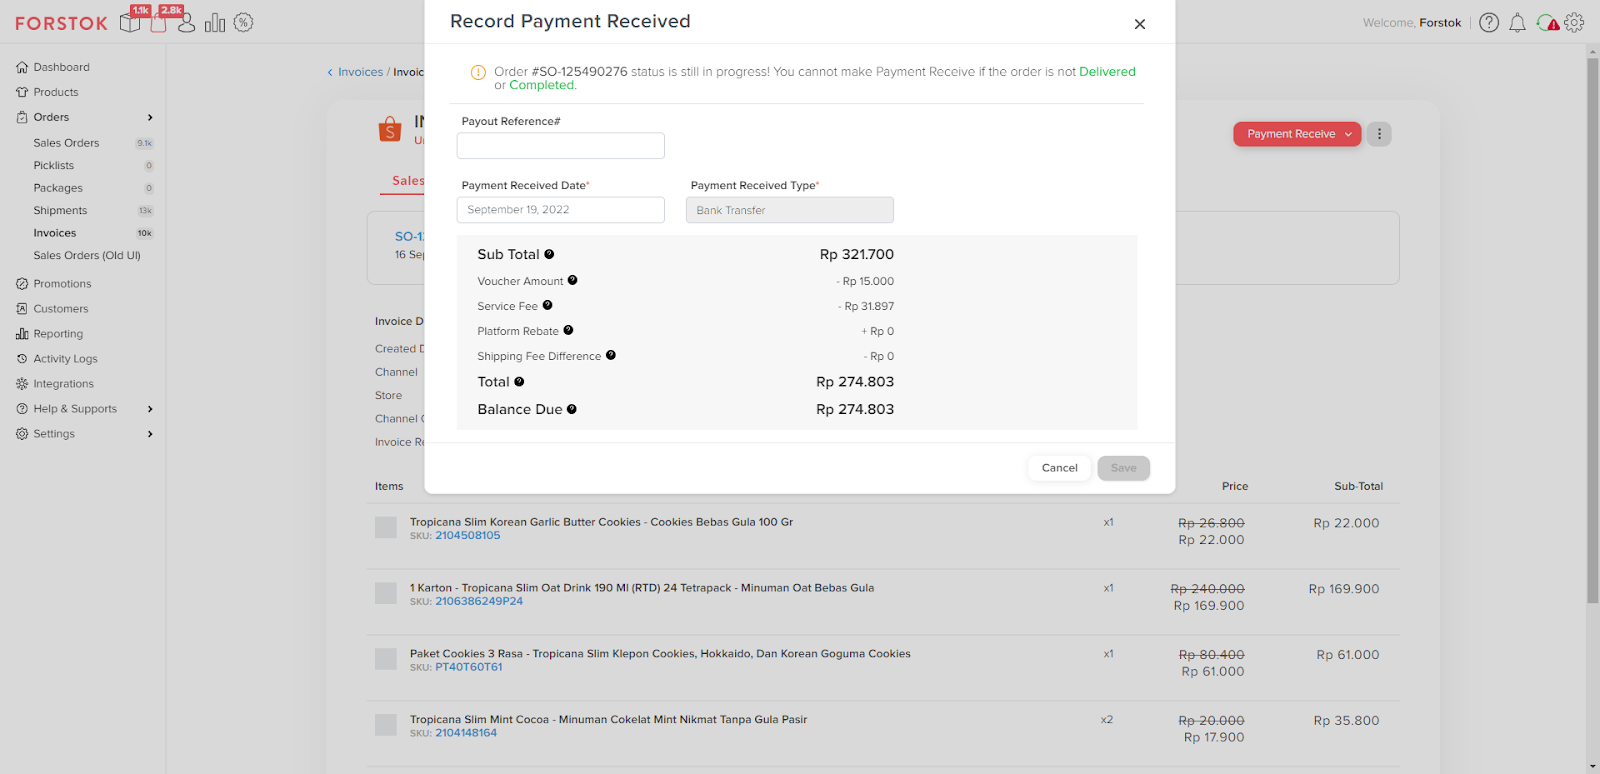 FORSTOK
1.1k
2.8k
Welcome, Forstok
Dashboard
Products
Orders
Sales Orders 9.1k
Picklists 0
Packages 0
Shipments 13k
Invoices 10k
Sales Orders (Old UI)
Promotions
Customers
Reporting
Activity Logs
Integrations
Help & Supports
Settings
Invoices / Invoic
Sales
SO-1
16 Sep
Payment Receive
Record Payment Received
Order #SO-125490276 status is still in progress! You cannot make Payment Receive if the order is not Delivered
or Completed.
Payout Reference#
Payment Received Date* Payment Received Type*
September 19, 2022 Bank Transfer
Sub Total Rp 321.700
Voucher Amount - Rp 15.000
Service Fee - Rp 31.897
Platform Rebate + Rp 0
Shipping Fee Difference - Rp 0
Total Rp 274.803
Balance Due Rp 274.803
Cancel Save
Invoice D
Created D
Channel
Store
Channel
Invoice Re
Items Price Sub-Total
Tropicana Slim Korean Garlic Butter Cookies - Cookies Bebas Gula 100 Gr x1 Rp 26.800 Rp 22.000
SKU: 2104508105 Rp 22.000
1 Karton - Tropicana Slim Oat Drink 190 Ml (RTD) 24 Tetrapack - Minuman Oat Bebas Gula x1 Rp 240.000 Rp 169.900
SKU: 2106386249P24 Rp 169.900
Paket Cookies 3 Rasa - Tropicana Slim Klepon Cookies, Hokkaido, Dan Korean Goguma Cookies x1 Rp 80.400 Rp 61.000
SKU: PT40T60T61 Rp 61.000
Tropicana Slim Mint Cocoa - Minuman Cokelat Mint Nikmat Tanpa Gula Pasir x2 Rp 20.000 Rp 35.800
SKU: 2104148164 Rp 17.900